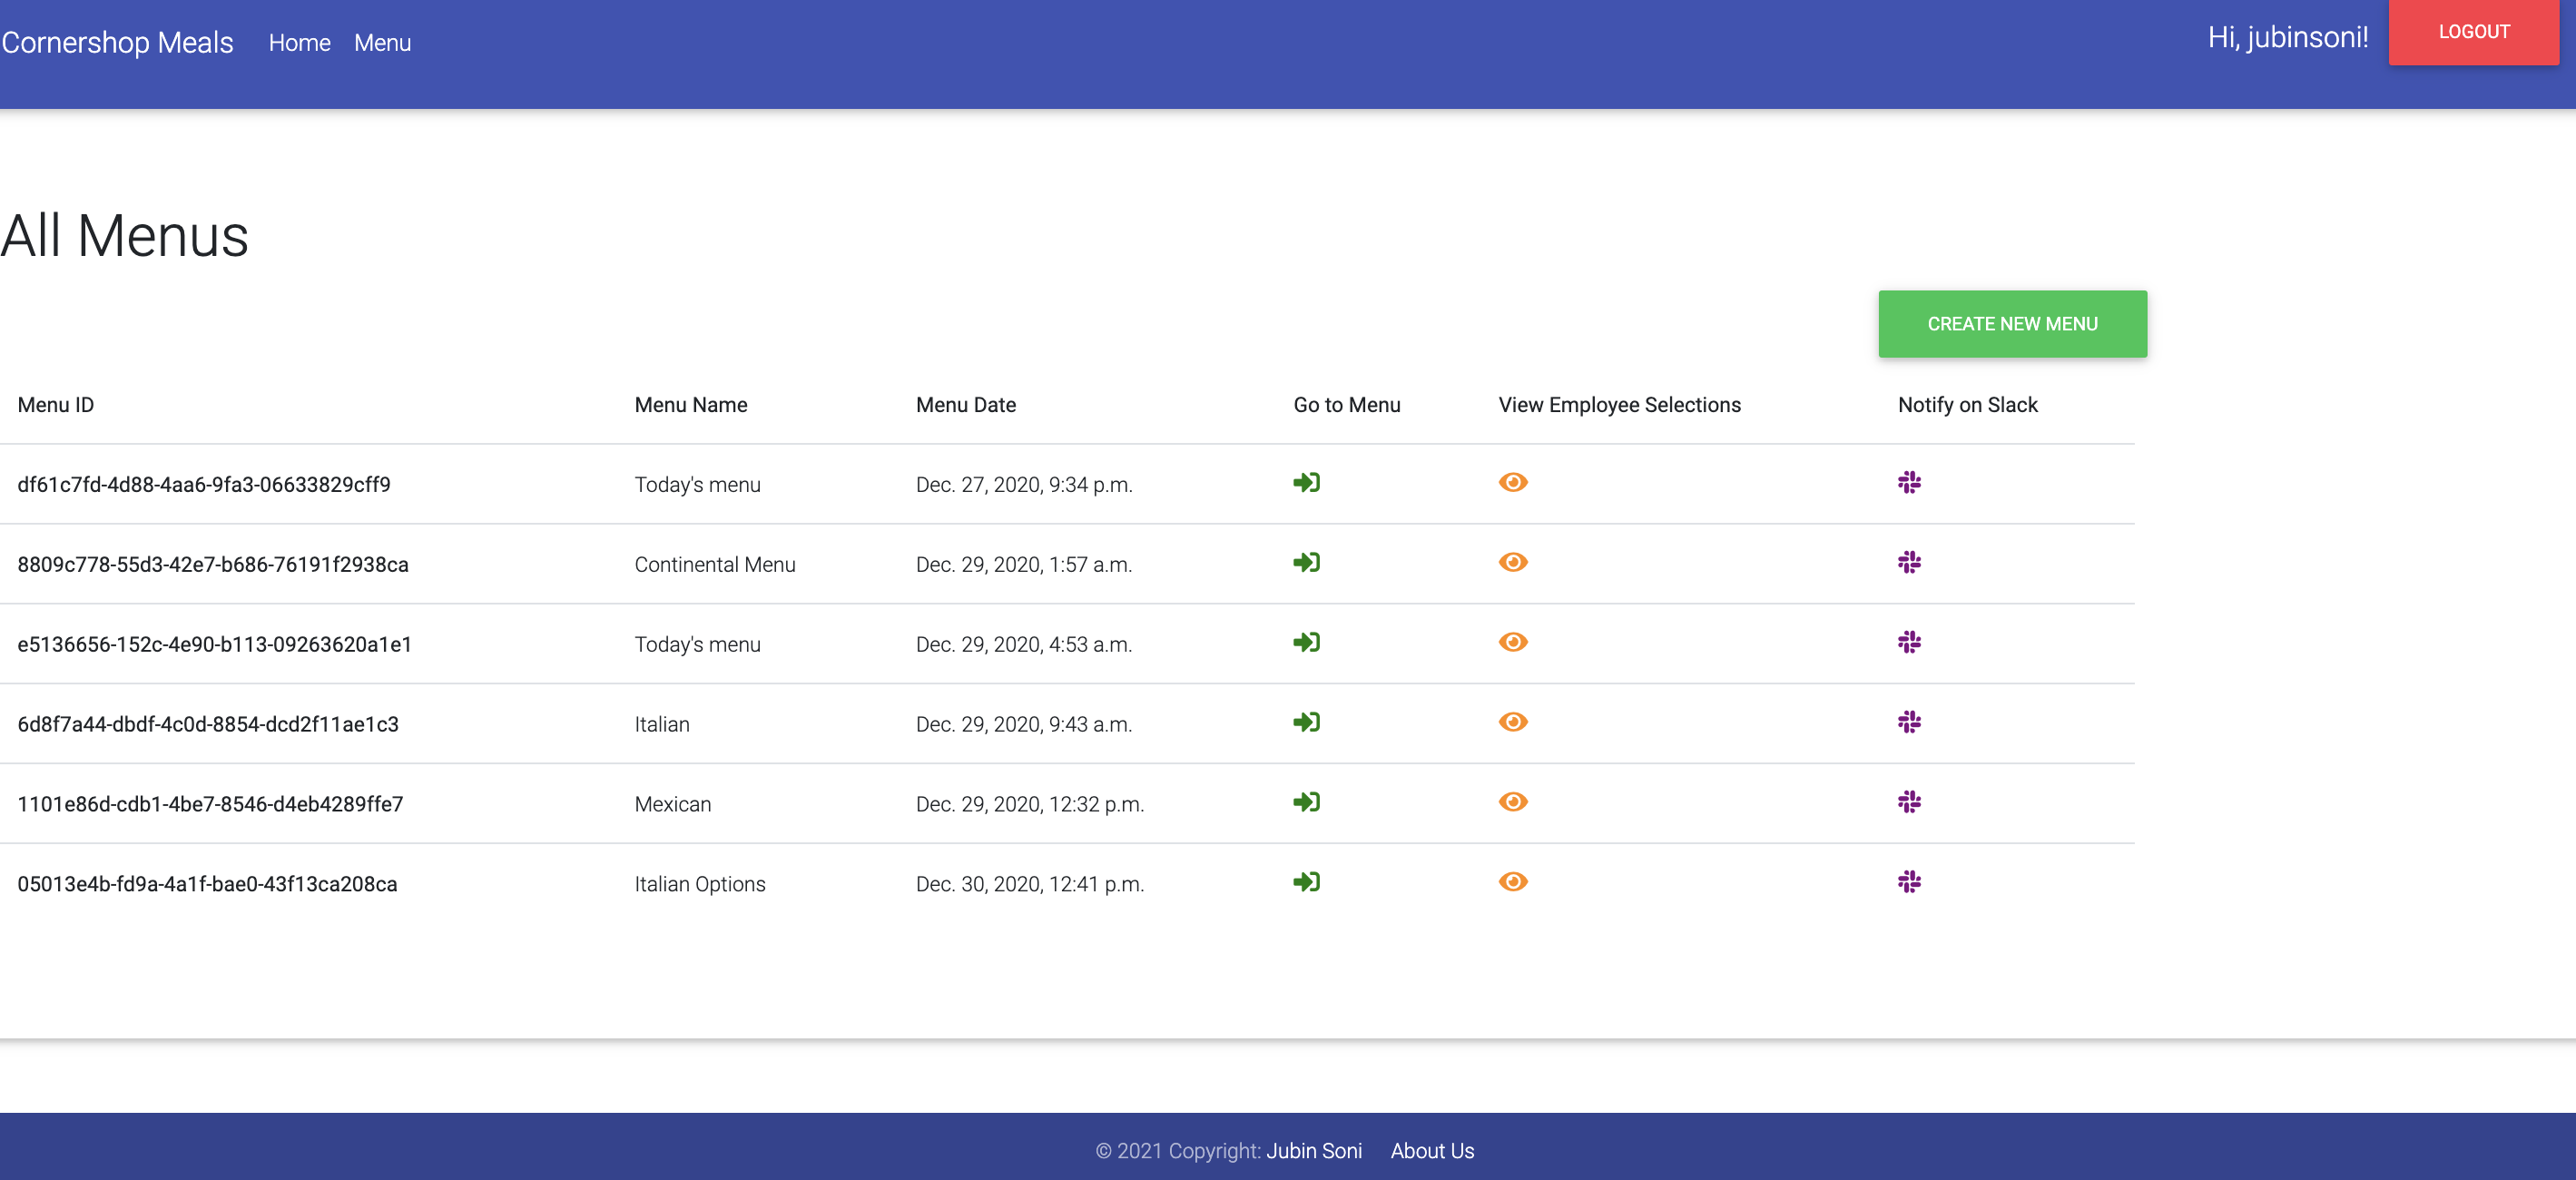 Cornershop Meals Home Menu Hi, jubinsoni! LOGOUT
All Menus
CREATE NEW MENU
Menu ID Menu Name Menu Date Go to Menu View Employee Selections Notify on Slack
df61c7fd-4d88-4aa6-9fa3-06633829cff9 Today's menu Dec. 27, 2020, 9:34 p.m.
8809c778-55d3-42e7-b686-76191f2938ca Continental Menu Dec. 29, 2020, 1:57 a.m.
e5136656-152c-4e90-b113-09263620a1e1 Today's menu Dec. 29, 2020, 4:53 a.m.
6d8f7a44-dbdf-4c0d-8854-dcd2f11ae1c3 Italian Dec. 29, 2020, 9:43 a.m.
1101e86d-cdb1-4be7-8546-d4eb4289ffe7 Mexican Dec. 29, 2020, 12:32 p.m.
05013e4b-fd9a-4a1f-bae0-43f13ca208ca Italian Options Dec. 30, 2020, 12:41 p.m.
© 2021 Copyright: Jubin Soni About Us